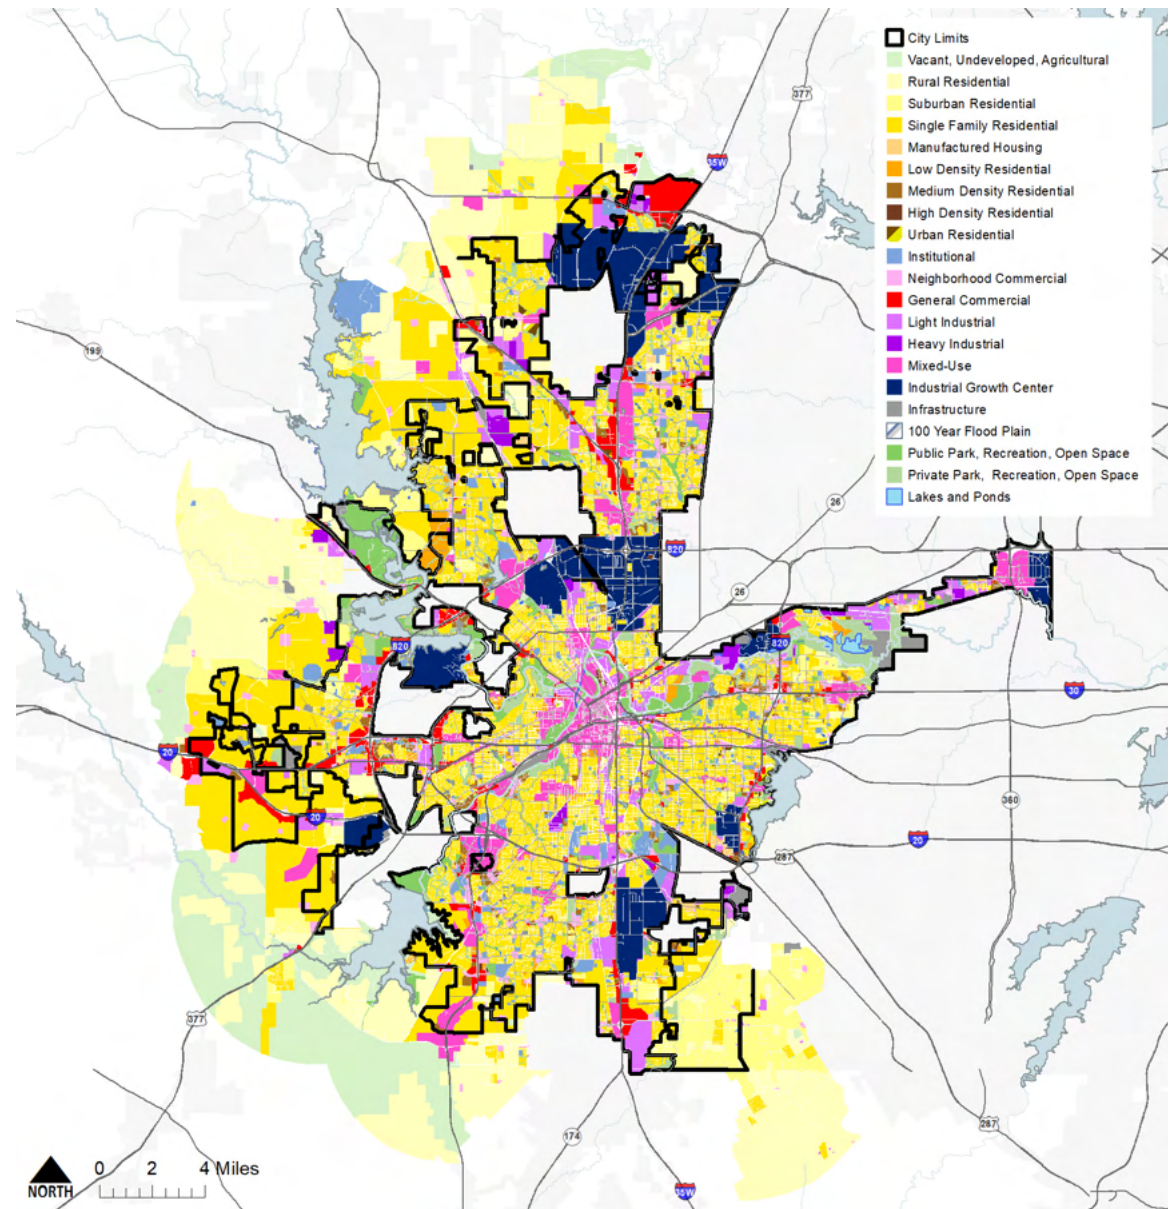 City Limits
Vacant, Undeveloped, Agricultural
Rural Residential
Suburban Residential
Single Family Residential
Manufactured Housing
Low Density Residential
Medium Density Residential
High Density Residential
Urban Residential
Institutional
Neighborhood Commercial
General Commercial
Light Industrial
Heavy Industrial
Mixed-Use
Industrial Growth Center
Infrastructure
100 Year Flood Plain
Public Park, Recreation, Open Space
Private Park, Recreation, Open Space
Lakes and Ponds
377
35W
199
26
820
26
820
820
30
20
360
20
20
287
377
174
287
35W
0 2 4 Miles
NORTH